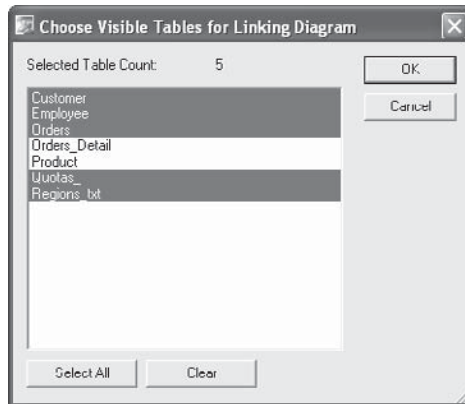 Choose Visible Tables for Linking Diagram
Selected Table Count: 5
OK
Cancel
Customer
Employee
Orders
Orders_Detail
Product
Quotas_
Regions_txt
Select All
Clear